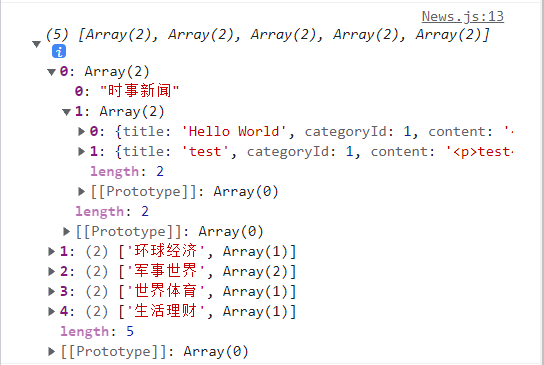 News.js:13
(5) [Array(2), Array(2), Array(2), Array(2), Array(2)]
i
0: Array(2)
0: "时事新闻"
1: Array(2)
0: {title: 'Hello World', categoryId: 1, content: '<
1: {title: 'test', categoryId: 1, content: '<p>test<
length: 2
[[Prototype]]: Array(0)
length: 2
[[Prototype]]: Array(0)
1: (2) ['环球经济', Array(1)]
2: (2) ['军事世界', Array(2)]
3: (2) ['世界体育', Array(1)]
4: (2) ['生活理财', Array(1)]
length: 5
[[Prototype]]: Array(0)